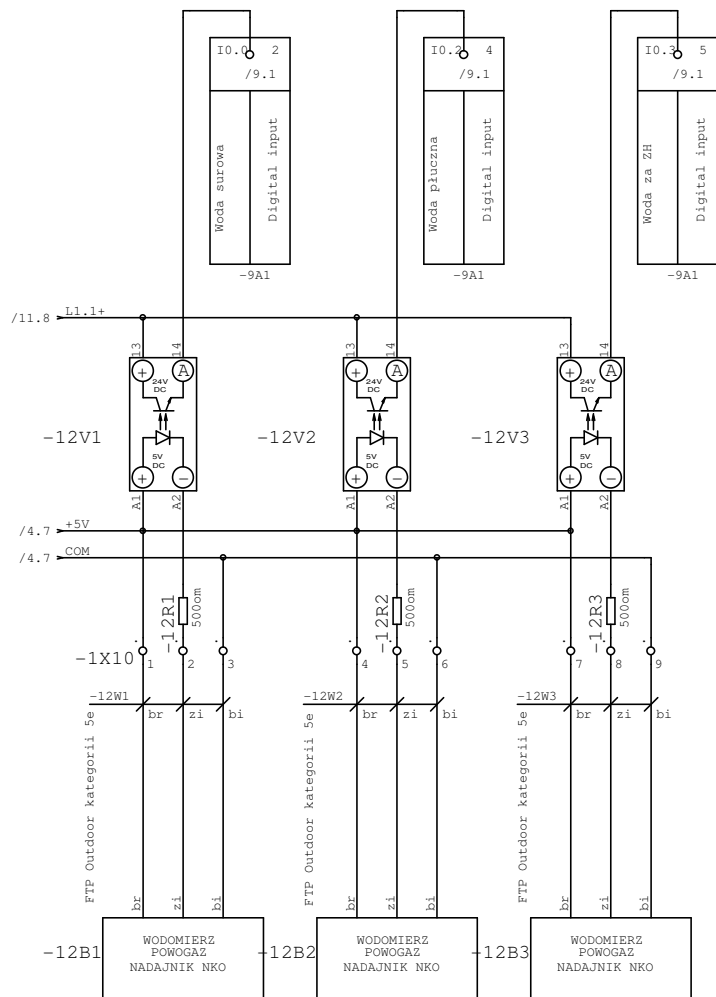 I0.0 2
/9.1
I0.2 4
/9.1
I0.3 5
/9.1
Woda surowa
Digital input
Woda płuczna
Digital input
Woda za ZH
Digital input
-9A1
-9A1
-9A1
/11.8
L1.1+
13
14
13
14
13
14
+
A
+
A
+
A
24V
DC
24V
DC
24V
DC
-12V1
-12V2
-12V3
5V
DC
5V
DC
5V
DC
+
-
+
-
+
-
A1
A2
A1
A2
A1
A2
/4.7
+5V
/4.7
COM
-12R1
500om
-12R2
500om
-12R3
500om
-1X10
1
2
3
4
5
6
7
8
9
-12W1
br
zi
bi
-12W2
br
zi
bi
-12W3
br
zi
bi
FTP Outdoor kategorii 5e
FTP Outdoor kategorii 5e
FTP Outdoor kategorii 5e
br
zi
bi
br
zi
bi
br
zi
bi
-12B1
WODOMIERZ
POWOGAZ
NADAJNIK NKO
-12B2
WODOMIERZ
POWOGAZ
NADAJNIK NKO
-12B3
WODOMIERZ
POWOGAZ
NADAJNIK NKO